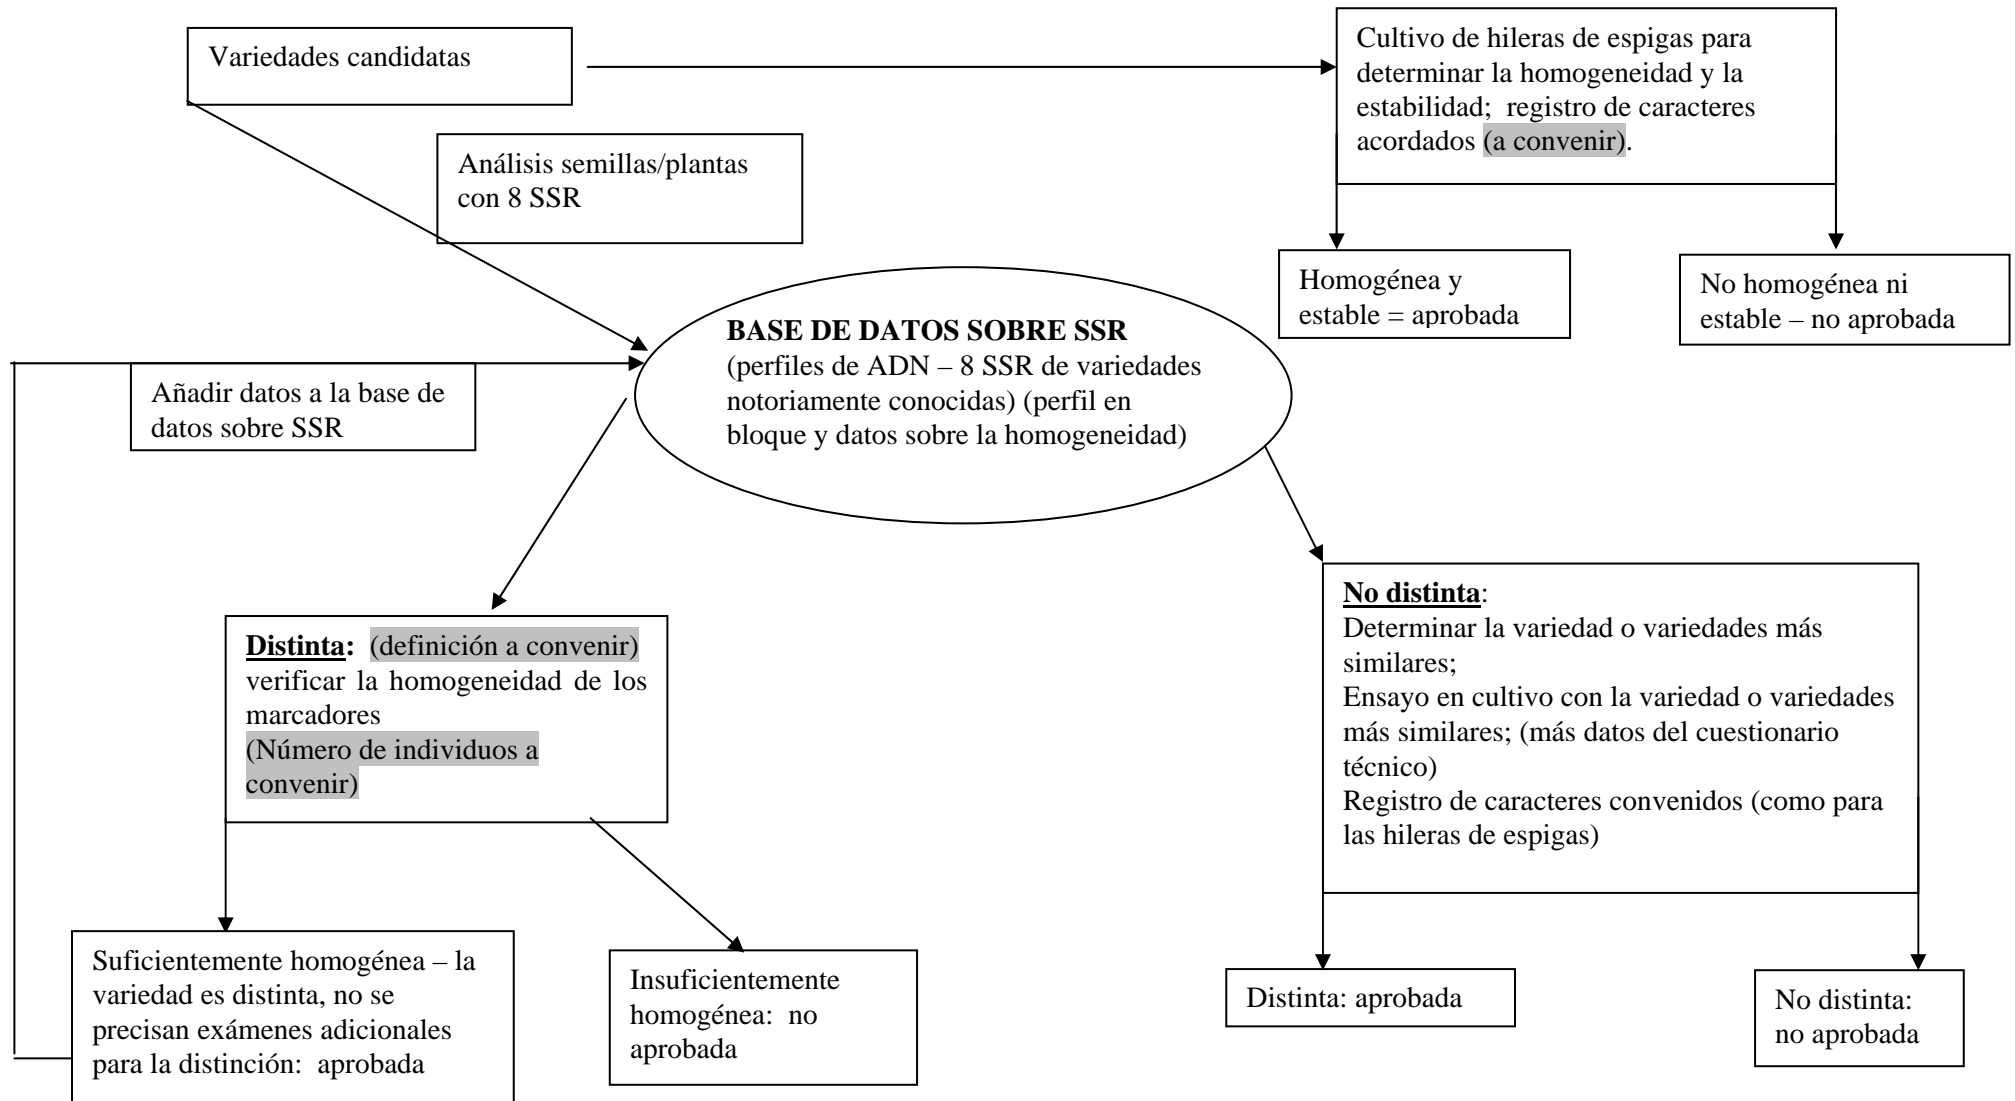 Variedades candidatas
Cultivo de hileras de espigas para
determinar la homogeneidad y la
estabilidad; registro de caracteres
acordados (a convenir).
Análisis semillas/plantas
con 8 SSR
Homogénea y
estable = aprobada
No homogénea ni
estable – no aprobada
BASE DE DATOS SOBRE SSR
(perfiles de ADN – 8 SSR de variedades
notoriamente conocidas) (perfil en
bloque y datos sobre la homogeneidad)
Añadir datos a la base de
datos sobre SSR
Distinta: (definición a convenir)
verificar la homogeneidad de los
marcadores
(Número de individuos a
convenir)
No distinta:
Determinar la variedad o variedades más
similares;
Ensayo en cultivo con la variedad o variedades
más similares; (más datos del cuestionario
técnico)
Registro de caracteres convenidos (como para
las hileras de espigas)
Suficientemente homogénea – la
variedad es distinta, no se
precisan exámenes adicionales
para la distinción: aprobada
Insuficientemente
homogénea: no
aprobada
Distinta: aprobada
No distinta:
no aprobada